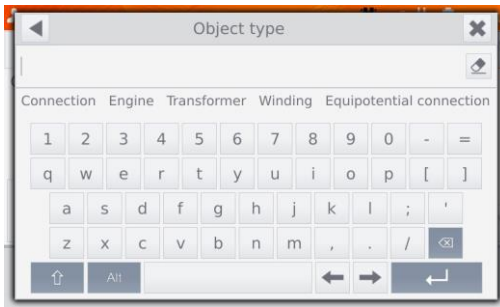 Object type
Connection Engine Transformer Winding Equipotential connection
1 2 3 4 5 6 7 8 9 0 - =
q w e r t y u i o p [ ]
a s d f g h j k l ; '
z x c v b n m , . /
Alt